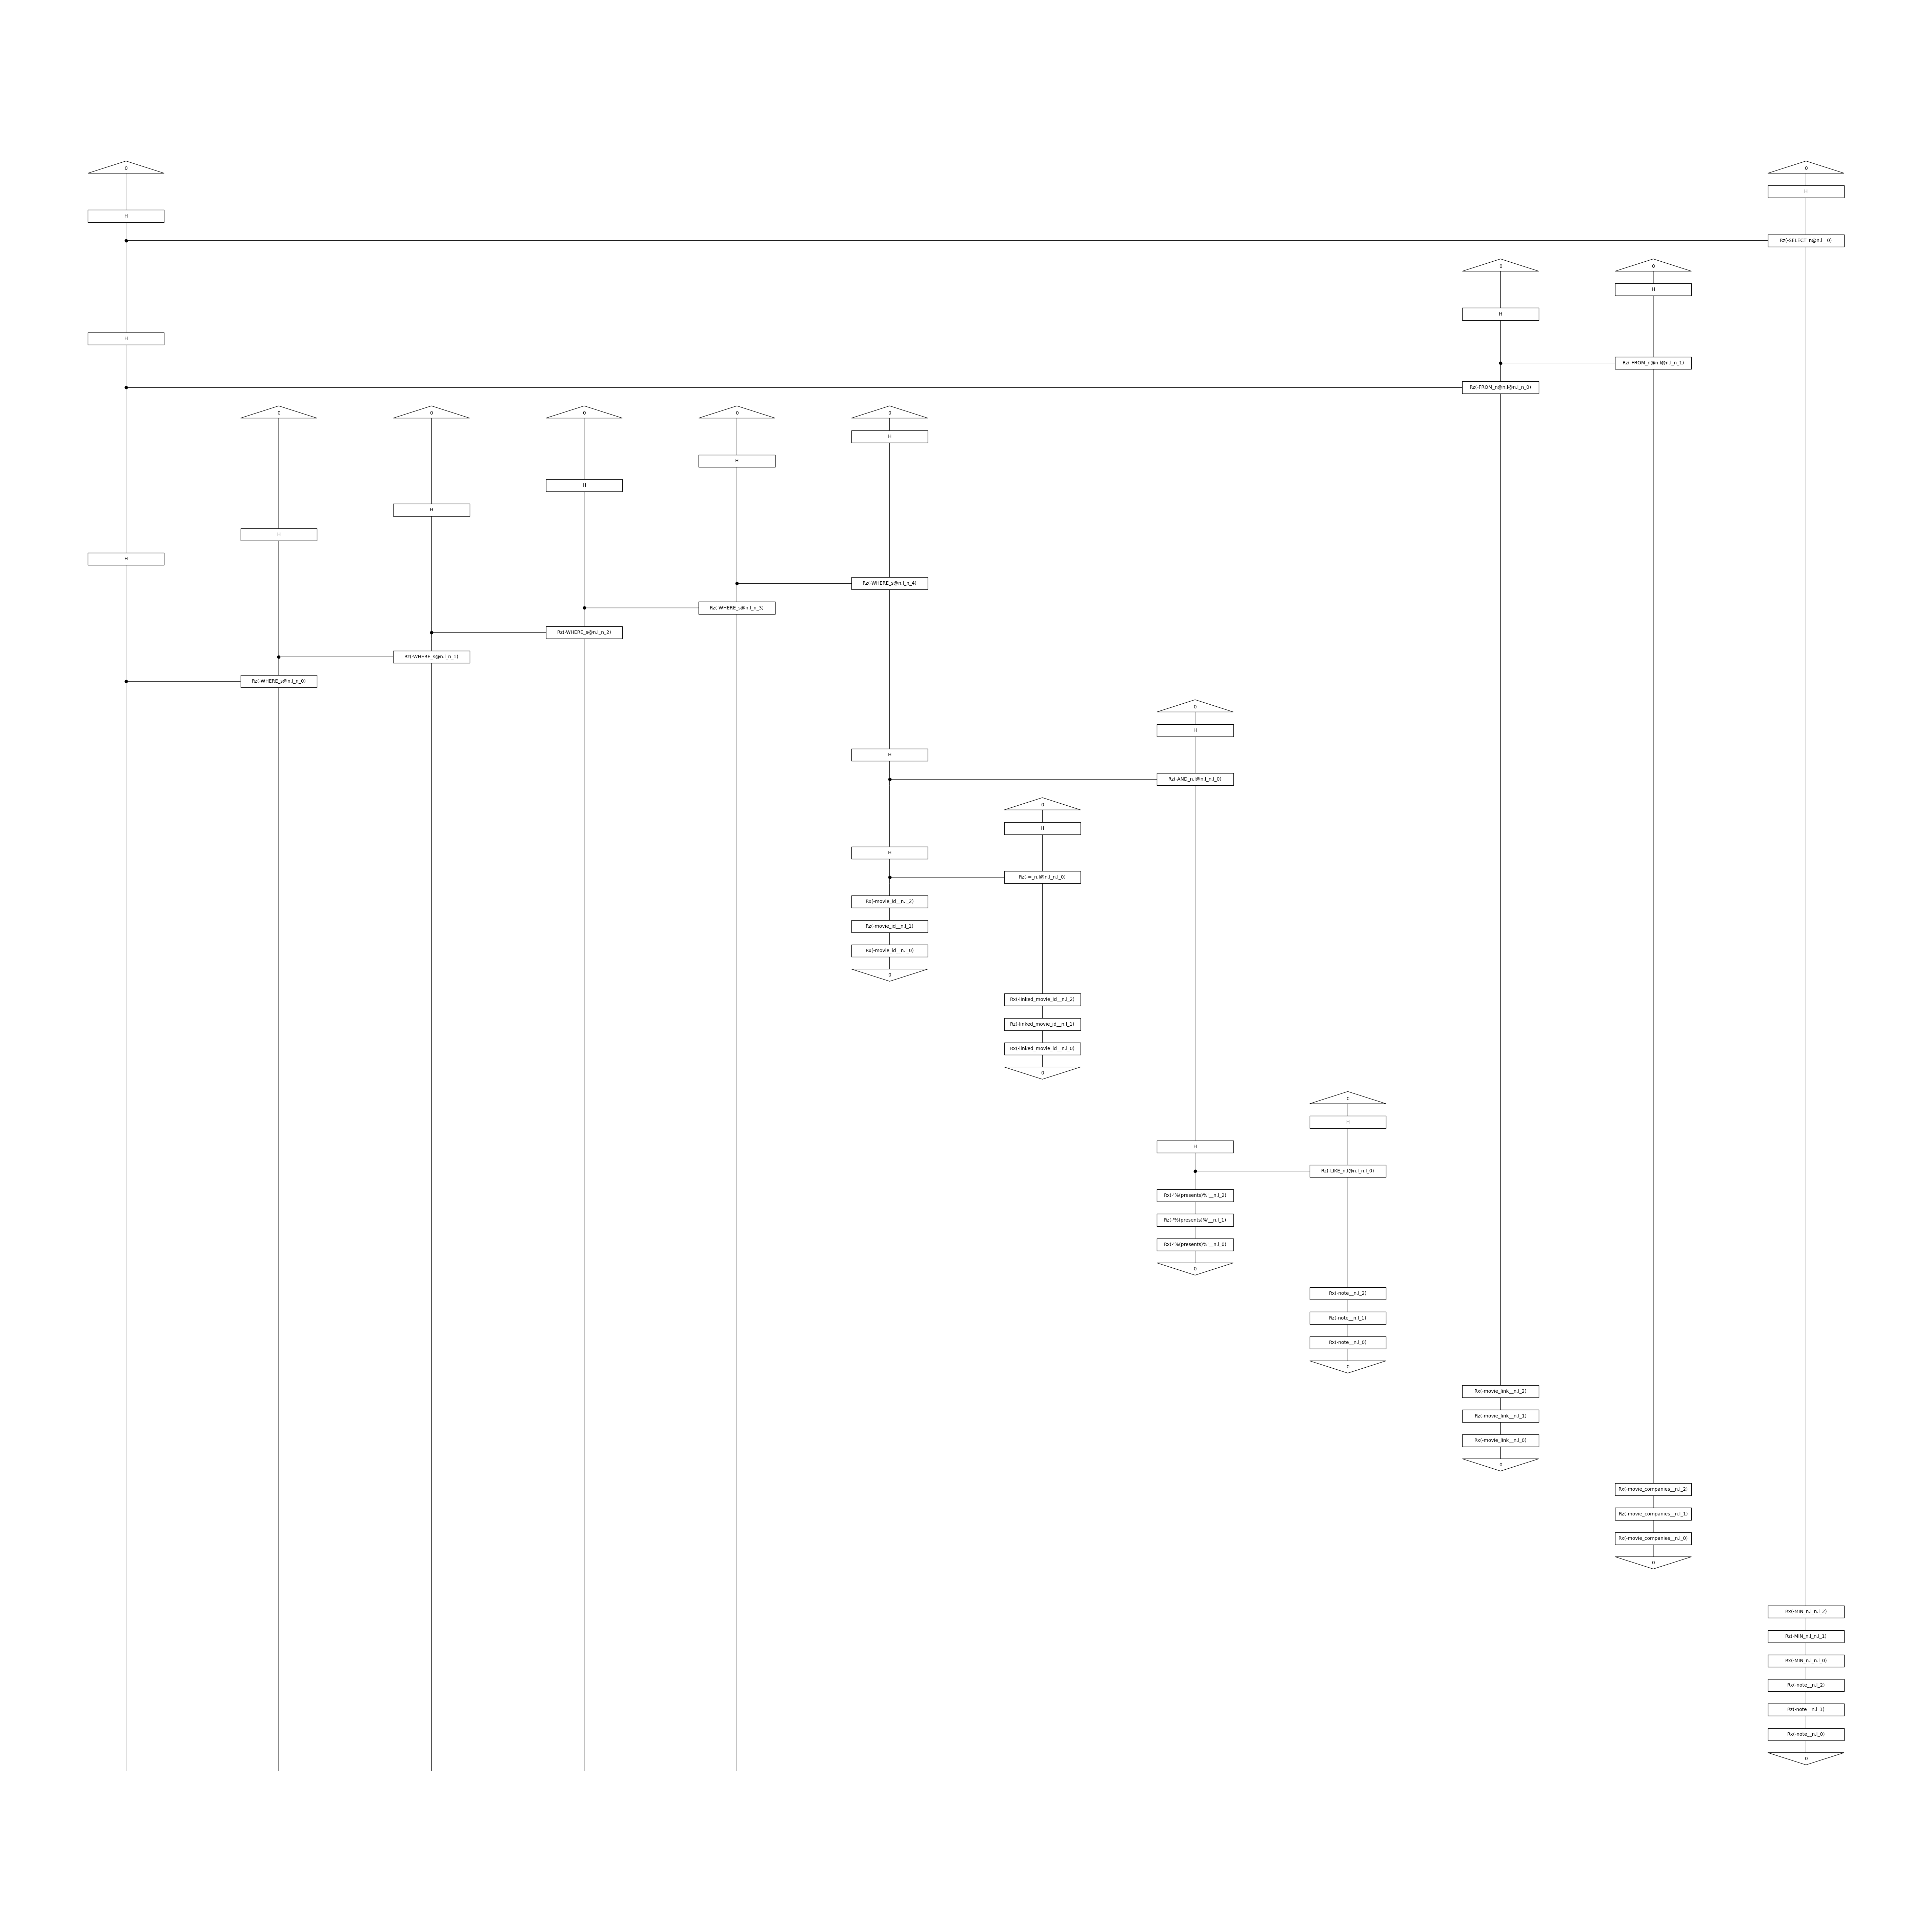 0 0
H
H
Rz(-SELECT_n@n.l__0)
0 0
H
H
H
Rz(-FROM_n@n.l@n.l_n_1)
Rz(-FROM_n@n.l@n.l_n_0)
0 0 0 0 0
H
H
H
H
H
H
Rz(-WHERE_s@n.l_n_4)
Rz(-WHERE_s@n.l_n_3)
Rz(-WHERE_s@n.l_n_2)
Rz(-WHERE_s@n.l_n_1)
Rz(-WHERE_s@n.l_n_0)
0
H
H
Rz(-AND_n.l@n.l_n.l_0)
0
H
H
Rz(-=_n.l@n.l_n.l_0)
Rx(-movie_id__n.l_2)
Rz(-movie_id__n.l_1)
Rx(-movie_id__n.l_0)
0
Rx(-linked_movie_id__n.l_2)
Rz(-linked_movie_id__n.l_1)
Rx(-linked_movie_id__n.l_0)
0
0
H
H
Rz(-LIKE_n.l@n.l_n.l_0)
Rx(-'%(presents)%'__n.l_2)
Rz(-'%(presents)%'__n.l_1)
Rx(-'%(presents)%'__n.l_0)
0
Rx(-note__n.l_2)
Rz(-note__n.l_1)
Rx(-note__n.l_0)
0
Rx(-movie_link__n.l_2)
Rz(-movie_link__n.l_1)
Rx(-movie_link__n.l_0)
0
Rx(-movie_companies__n.l_2)
Rz(-movie_companies__n.l_1)
Rx(-movie_companies__n.l_0)
0
Rx(-MIN_n.l_n.l_2)
Rz(-MIN_n.l_n.l_1)
Rx(-MIN_n.l_n.l_0)
Rx(-note__n.l_2)
Rz(-note__n.l_1)
Rx(-note__n.l_0)
0